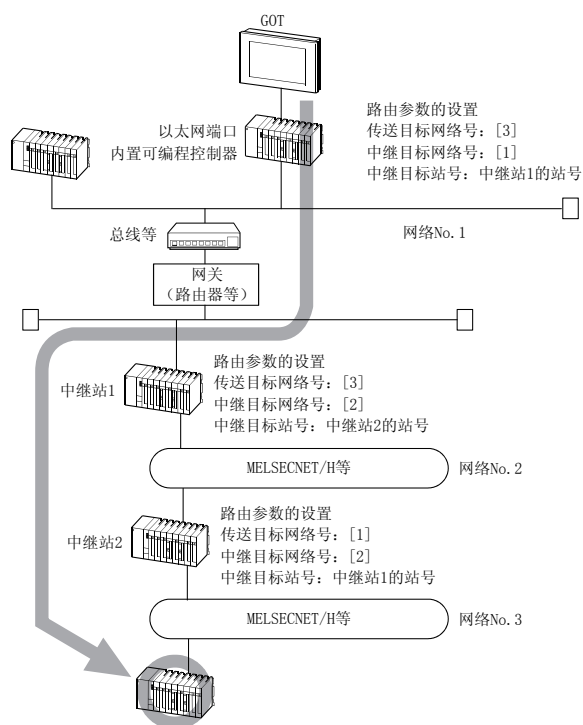 GOT
以太网端口
内置可编程控制器
路由参数的设置
传送目标网络号：[3]
中继目标网络号：[1]
中继目标站号：中继站1的站号
总线等
网络No.1
网关
（路由器等）
中继站1
路由参数的设置
传送目标网络号：[3]
中继目标网络号：[2]
中继目标站号：中继站2的站号
MELSECNET/H等
网络No.2
中继站2
路由参数的设置
传送目标网络号：[1]
中继目标网络号：[2]
中继目标站号：中继站1的站号
MELSECNET/H等
网络No.3